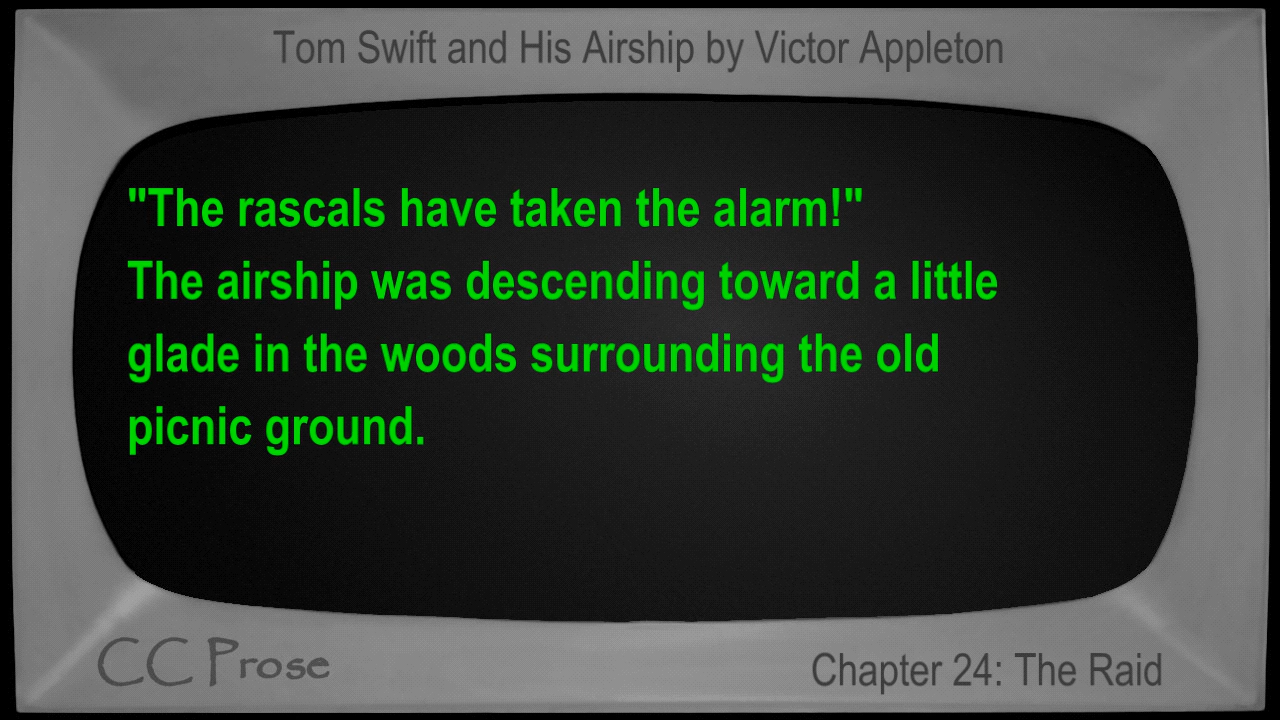 Tom Swift and His Airship by Victor Appleton
"The rascals have taken the alarm!"
The airship was descending toward a little
glade in the woods surrounding the old
picnic ground.
CC Prose
Chapter 24: The Raid